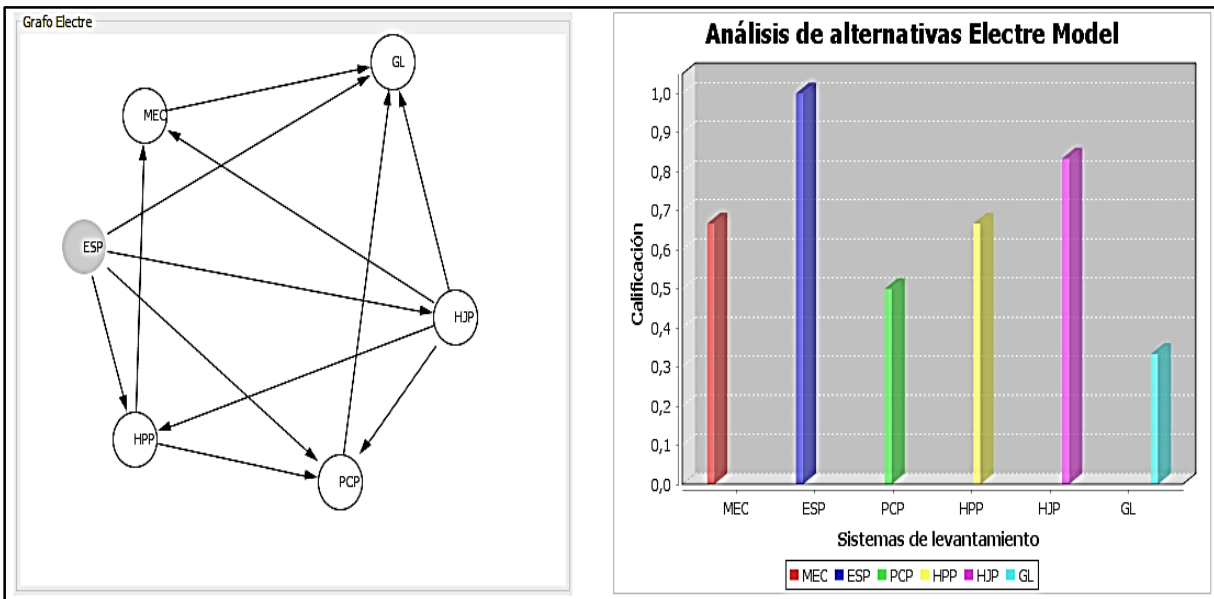 Grafo Electre
GL
MEC
ESP
HJP
HPP
PCP
Análisis de alternativas Electre Model
Calificación
1,0
0,9
0,8
0,7
0,6
0,5
0,4
0,3
0,2
0,1
0,0
MEC ESP PCP HPP HJP GL
Sistemas de levantamiento
MEC ESP PCP HPP HJP GL